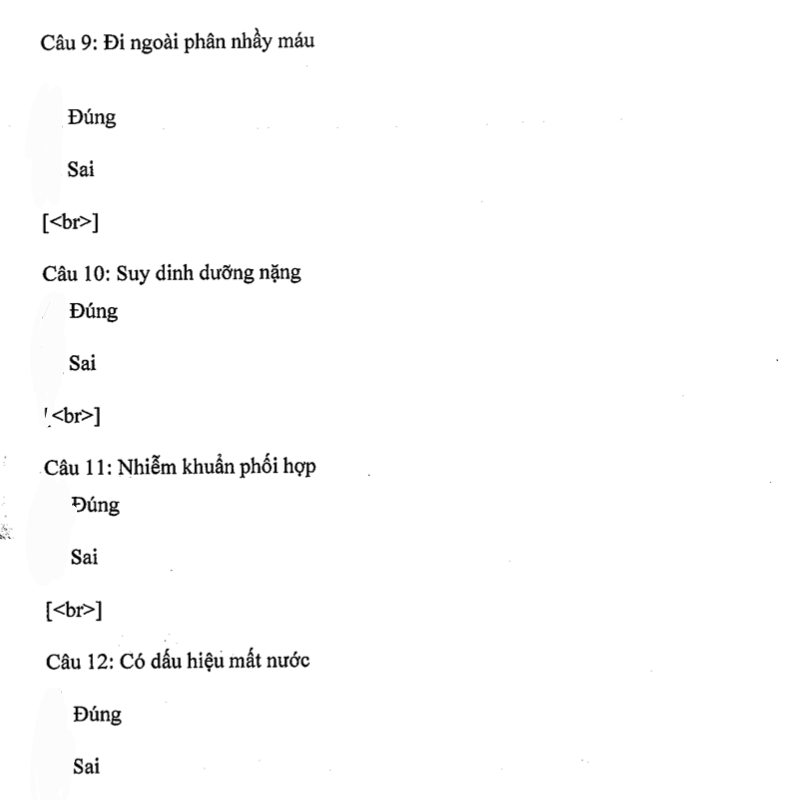 Câu 9: Đi ngoài phân nhầy máu
Đúng
Sai
[<br>]
Câu 10: Suy dinh dưỡng nặng
Đúng
Sai
[<br>]
Câu 11: Nhiễm khuẩn phối hợp
Đúng
Sai
[<br>]
Câu 12: Có dấu hiệu mất nước
Đúng
Sai